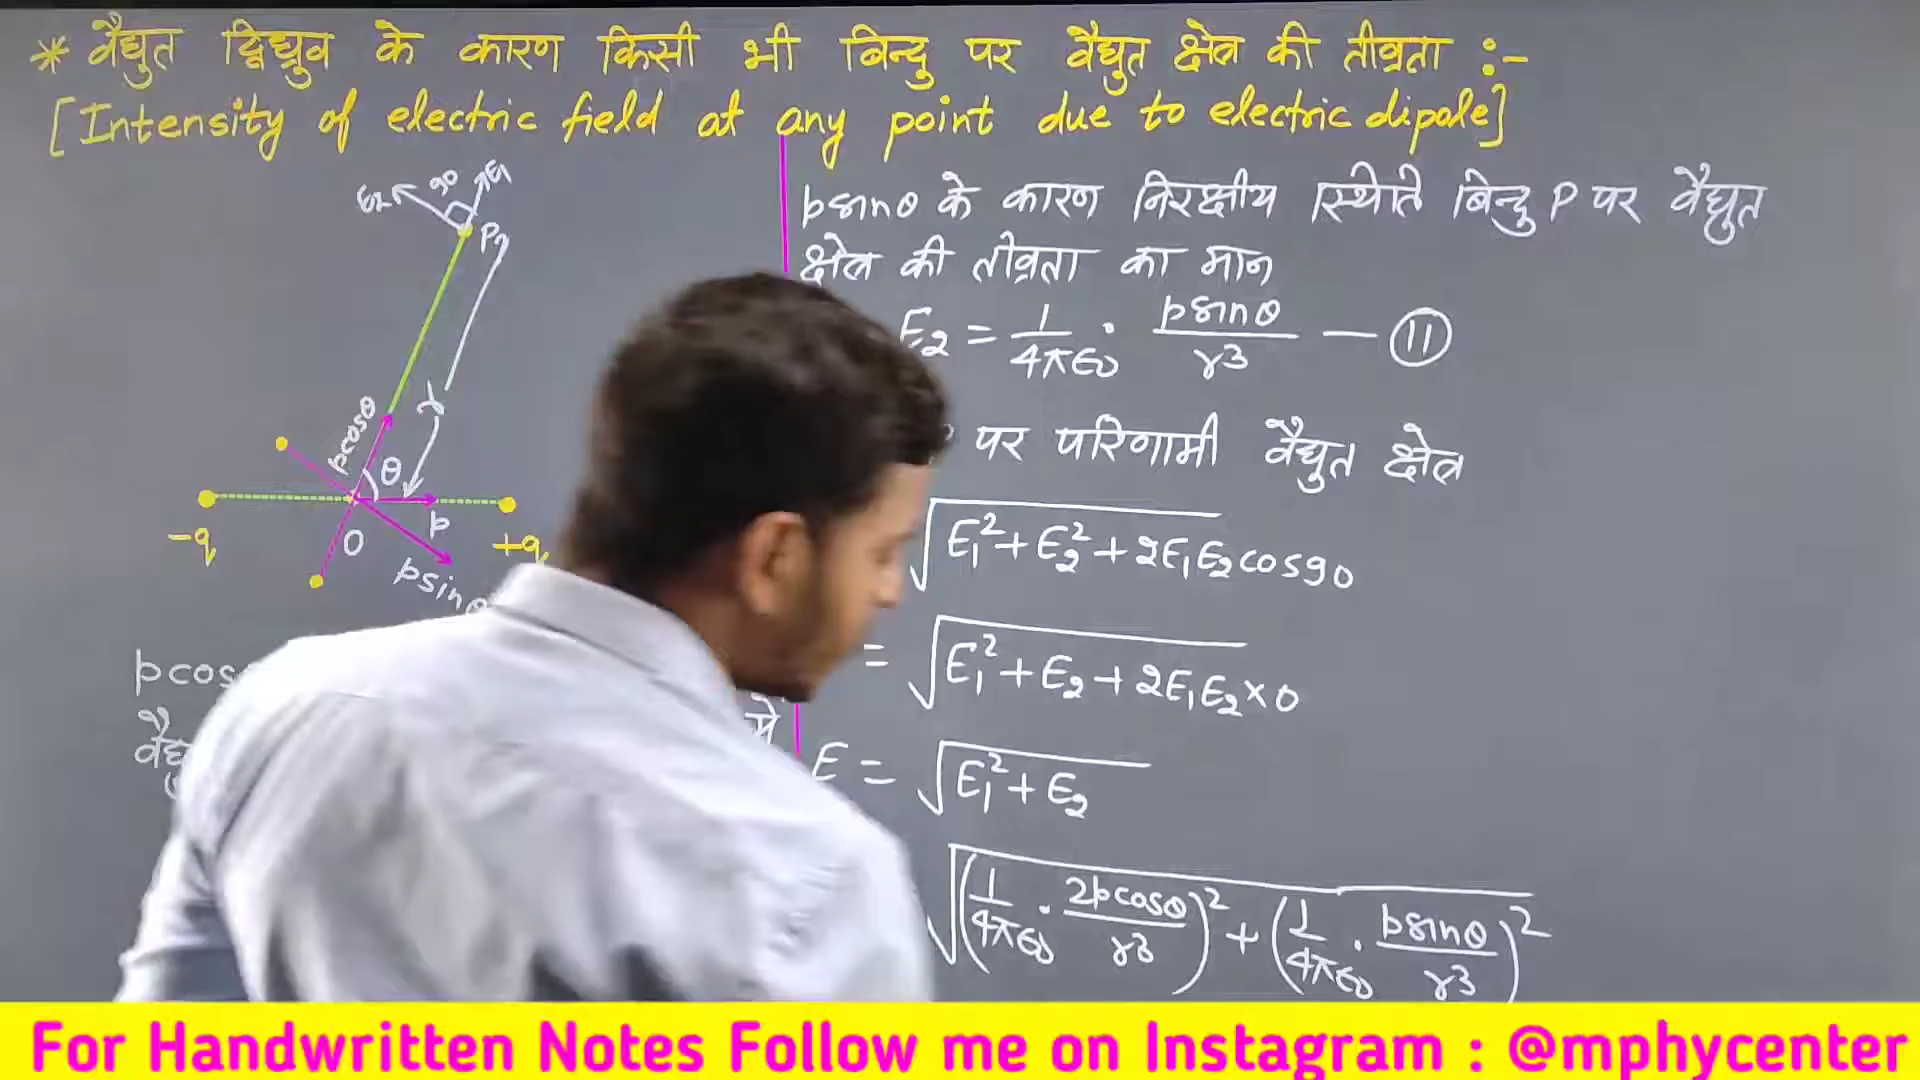 * वैद्युत द्विध्रुव के कारण किसी भी बिन्दु पर वैद्युत क्षेत्र की तीव्रता :-
[Intensity of electric field at any point due to electric dipole]
E₂ 90 E₁
P
r
pcosθ
θ
-q O p +q
psinθ
pcos
psinθ के कारण निरक्षीय स्थिति बिन्दु P पर वैद्युत
क्षेत्र की तीव्रता का मान
E₂ = 1/4πε₀ · psinθ/r3 — (11)
पर परिणामी वैद्युत क्षेत्र
√(E₁²+E₂²+2E₁E₂cos90
= √(E₁²+E₂+2E₁E₂×0
में
E = √(E₁²+E₂
√((1/4πε₀ · 2pcosθ/r3)² + (1/4πε₀ · psinθ/r3)²
For Handwritten Notes Follow me on Instagram : @mphycenter